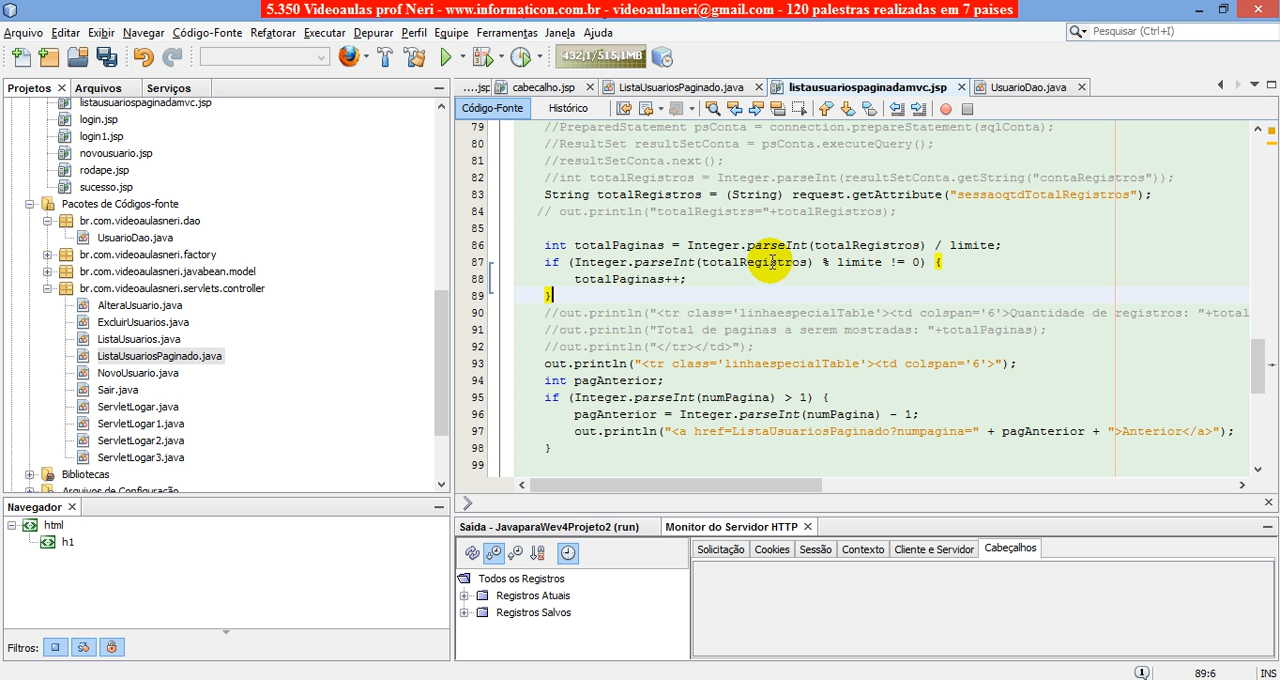 5.350 Videoaulas prof Neri - www.informaticon.com.br - videoaulaneri@gmail.com - 120 palestras realizadas em 7 paises
Arquivo Editar Exibir Navegar Código-Fonte Refatorar Executar Depurar Perfil Equipe Ferramentas Janela Ajuda
Pesquisar (Ctrl+I)
432,1/515,1MB
Projetos Arquivos Serviços
....jsp cabecalho.jsp ListaUsuariosPaginado.java listausuariospaginadamvc.jsp UsuarioDao.java
Código-Fonte Histórico
listausuariospaginadamvc.jsp
login.jsp
login1.jsp
novousuario.jsp
rodape.jsp
sucesso.jsp
Pacotes de Códigos-fonte
br.com.videoaulasneri.dao
UsuarioDao.java
br.com.videoaulasneri.factory
br.com.videoaulasneri.javabean.model
br.com.videoaulasneri.servlets.controller
AlteraUsuario.java
ExcluirUsuarios.java
ListaUsuarios.java
ListaUsuariosPaginado.java
NovoUsuario.java
Sair.java
ServletLogar.java
ServletLogar1.java
ServletLogar2.java
ServletLogar3.java
Bibliotecas
Arquivos de Configuração
79 //PreparedStatement psConta = connection.prepareStatement(sqlConta);
80 //ResultSet resultSetConta = psConta.executeQuery();
81 //resultSetConta.next();
82 //int totalRegistros = Integer.parseInt(resultSetConta.getString("contaRegistros"));
83 String totalRegistros = (String) request.getAttribute("sessaoqtdTotalRegistros");
84 // out.println("totalRegistrs="+totalRegistros);
85
86 int totalPaginas = Integer.parseInt(totalRegistros) / limite;
87 if (Integer.parseInt(totalRegistros) % limite != 0) {
88 totalPaginas++;
89 }
90 //out.println("<tr class='linhaespecialTable'><td colspan='6'>Quantidade de registros: "+total
91 //out.println("Total de paginas a serem mostradas: "+totalPaginas);
92 //out.println("</tr></td>");
93 out.println("<tr class='linhaespecialTable'><td colspan='6'>");
94 int pagAnterior;
95 if (Integer.parseInt(numPagina) > 1) {
96 pagAnterior = Integer.parseInt(numPagina) - 1;
97 out.println("<a href=ListaUsuariosPaginado?numpagina=" + pagAnterior + ">Anterior</a>");
98 }
99
Navegador
html
h1
Filtros:
Saída - JavaparaWev4Projeto2 (run) Monitor do Servidor HTTP
Todos os Registros
Registros Atuais
Registros Salvos
Solicitação Cookies Sessão Contexto Cliente e Servidor Cabeçalhos
1 89:6 INS